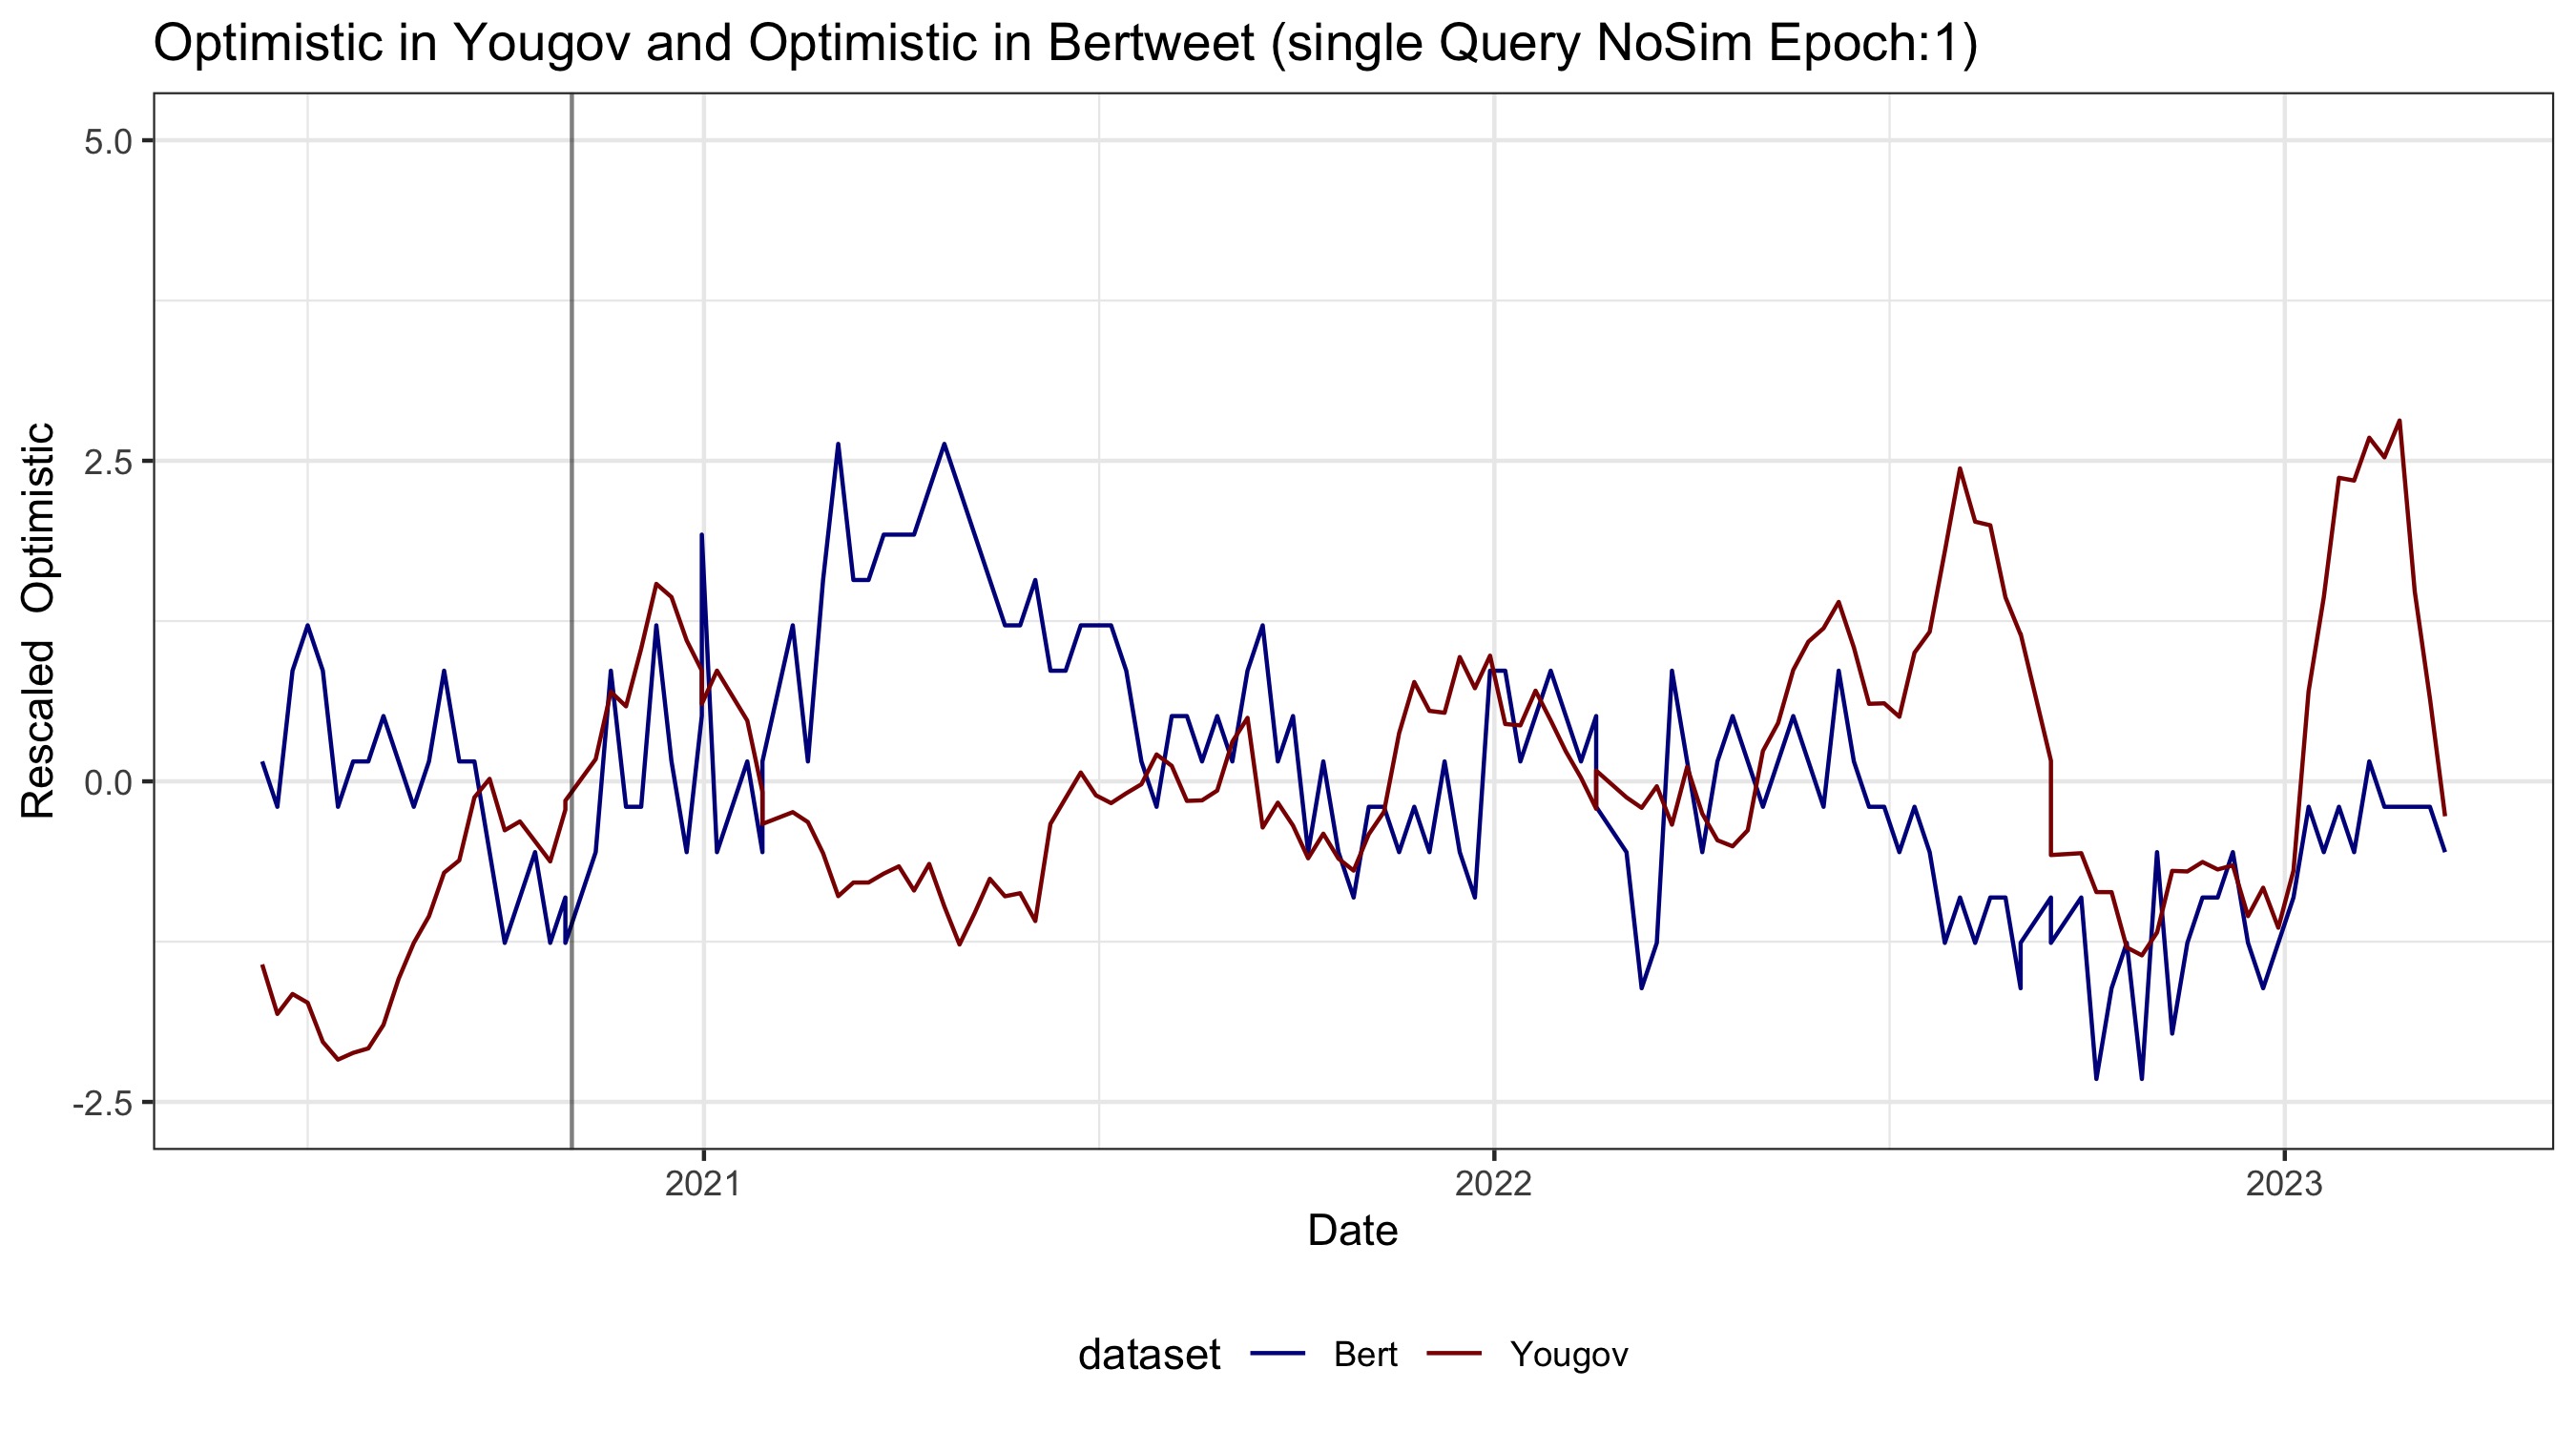 Optimistic in Yougov and Optimistic in Bertweet (single Query NoSim Epoch:1)
Rescaled  Optimistic
5.0
2.5
0.0
-2.5
2021
2022
2023
Date
dataset
Bert
Yougov